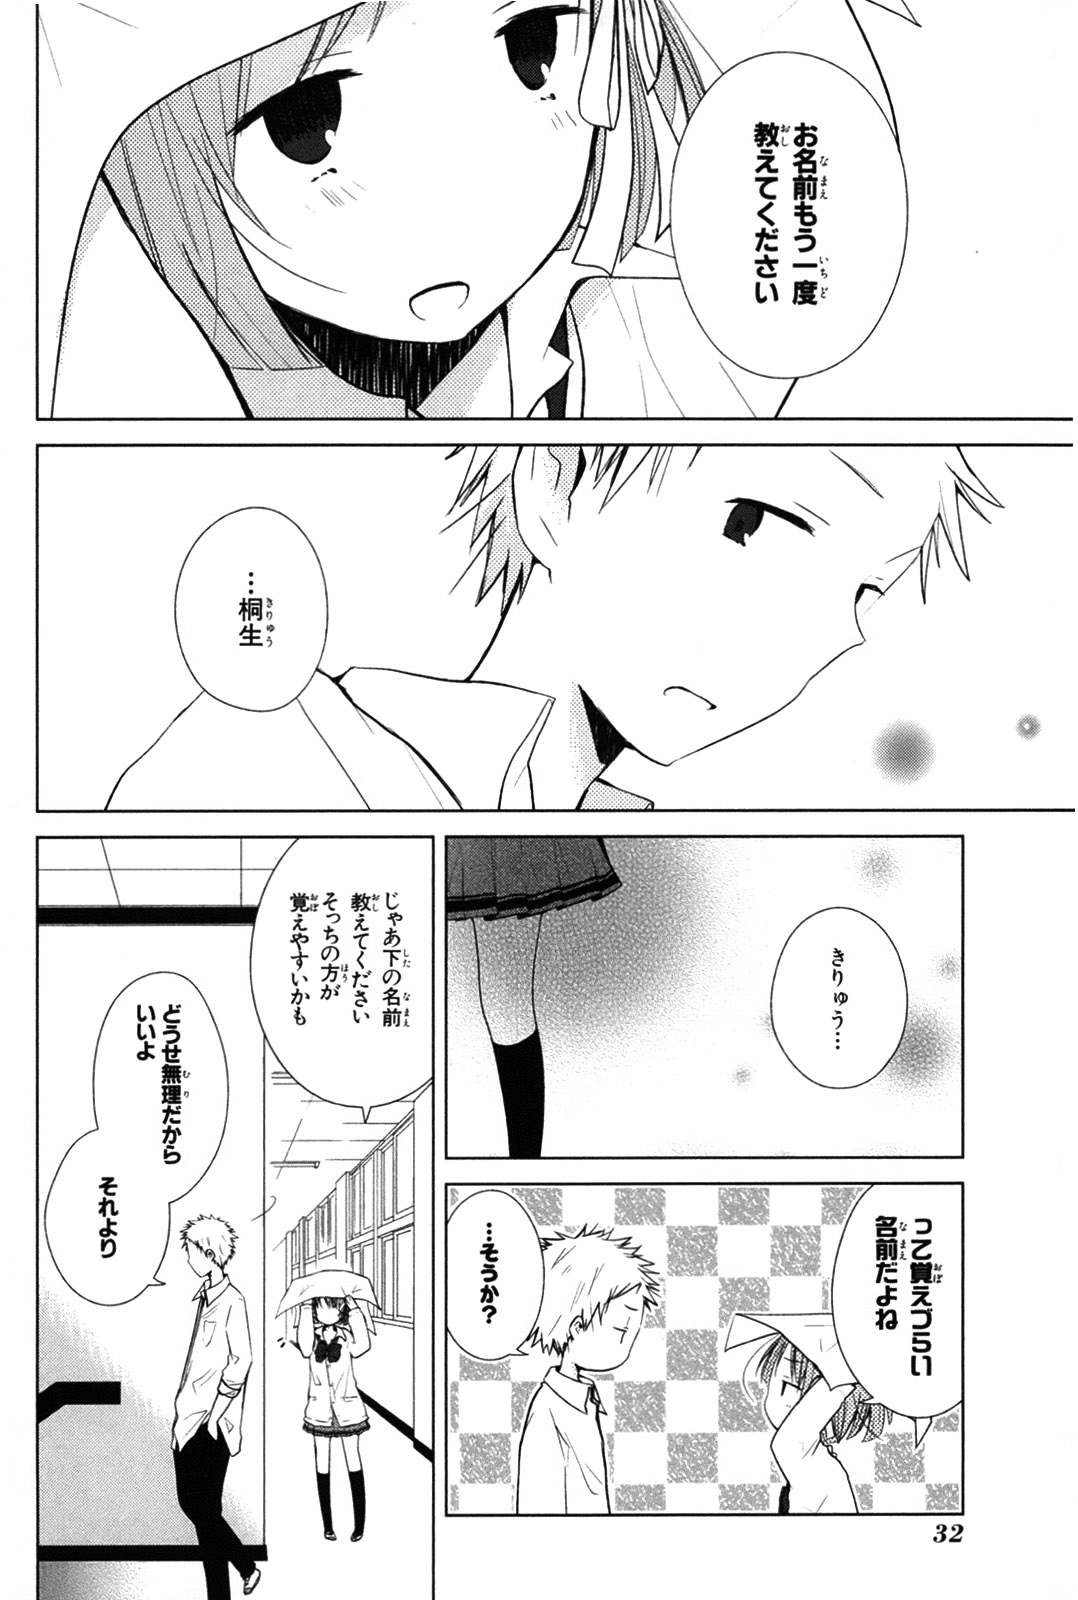 お名前もう一度
教えてください
…桐生
きりゅう…
って覚えづらい
名前だよね
…そうか？
じゃあ下の名前
教えてください
そっちの方が
覚えやすいかも
どうせ無理だから
いいよ
それより
32